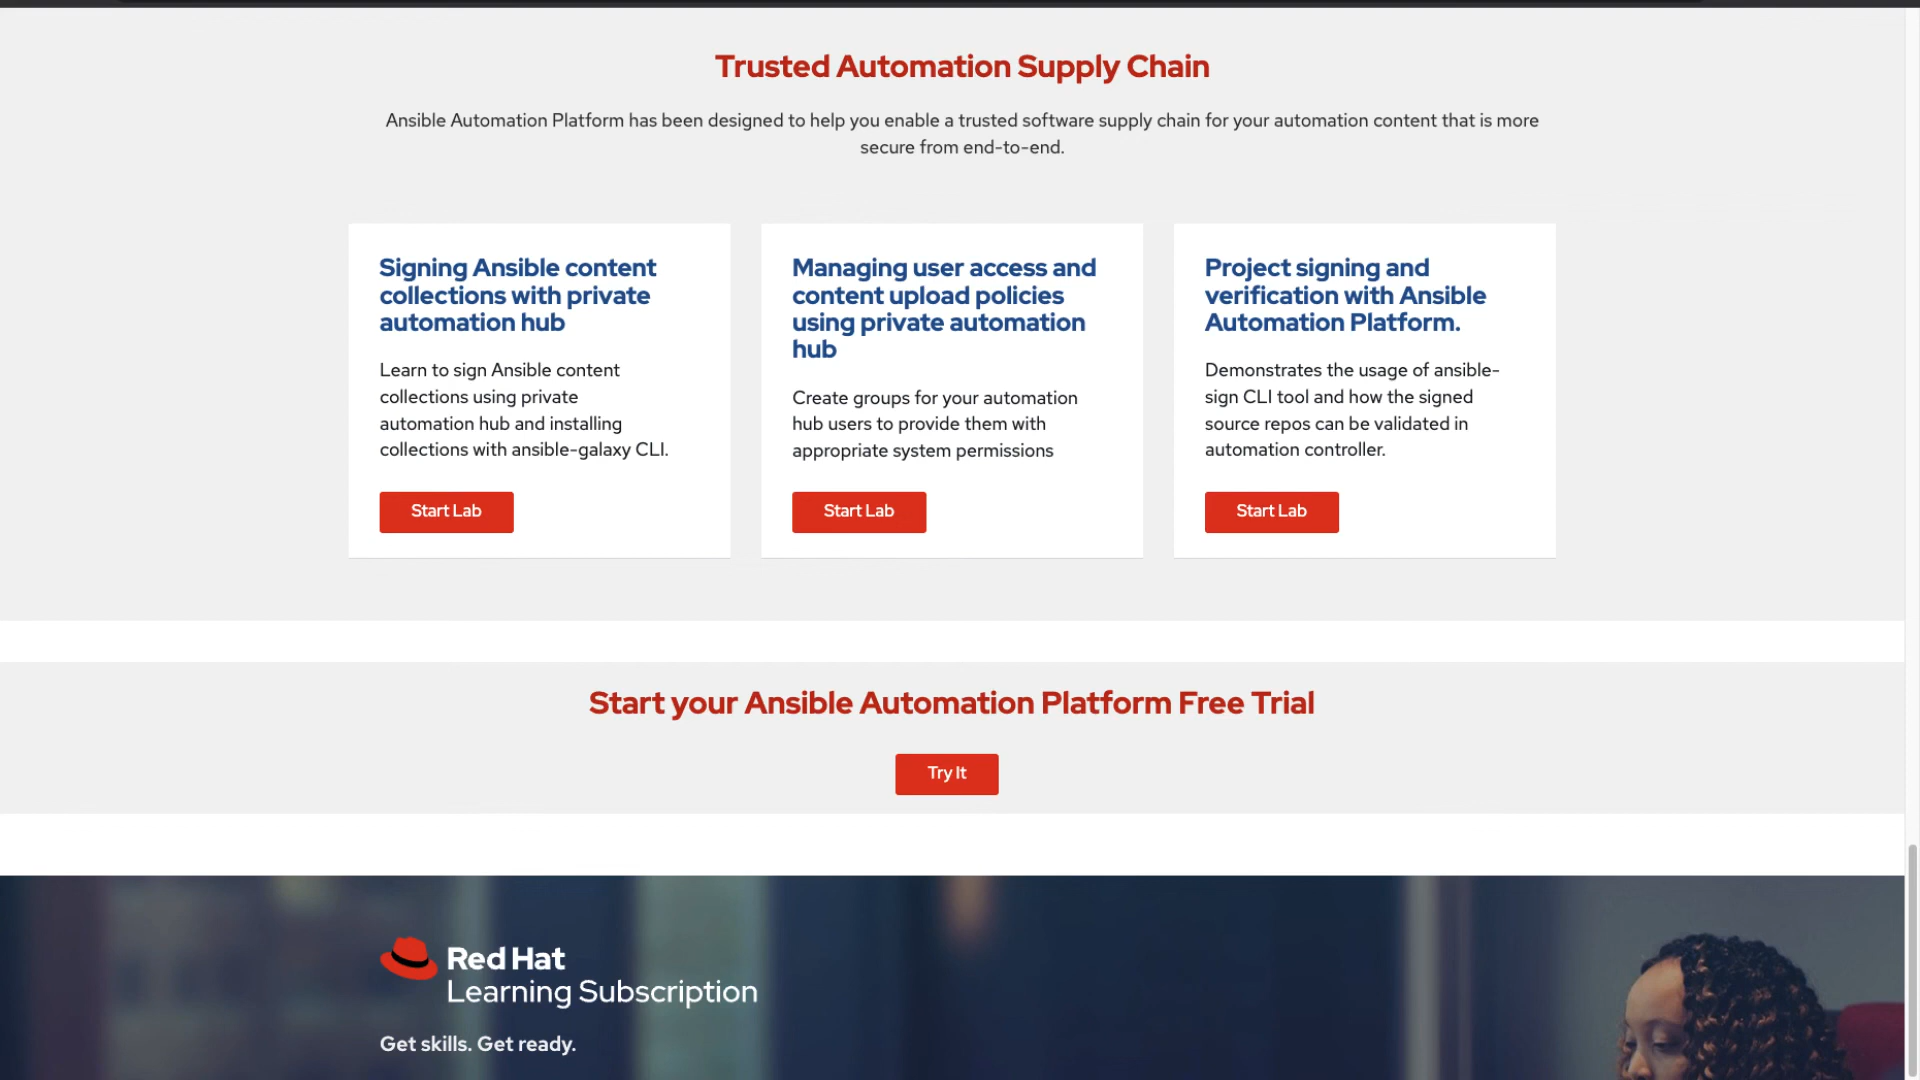 Trusted Automation Supply Chain
Ansible Automation Platform has been designed to help you enable a trusted software supply chain for your automation content that is more
secure from end-to-end.
Signing Ansible content
collections with private
automation hub
Learn to sign Ansible content
collections using private
automation hub and installing
collections with ansible-galaxy CLI.
Start Lab
Managing user access and
content upload policies
using private automation
hub
Create groups for your automation
hub users to provide them with
appropriate system permissions
Start Lab
Project signing and
verification with Ansible
Automation Platform.
Demonstrates the usage of ansible-
sign CLI tool and how the signed
source repos can be validated in
automation controller.
Start Lab
Start your Ansible Automation Platform Free Trial
Try It
Red Hat
Learning Subscription
Get skills. Get ready.